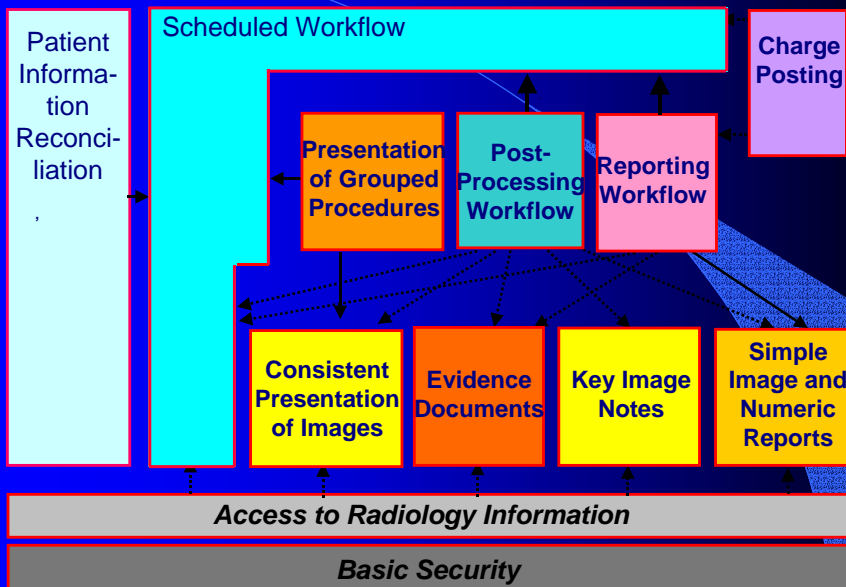 Patient
Informa-
tion
Reconci-
liation
,
Scheduled Workflow
Charge
Posting
Presentation
of Grouped
Procedures
Post-
Processing
Workflow
Reporting
Workflow
Consistent
Presentation
of Images
Evidence
Documents
Key Image
Notes
Simple
Image and
Numeric
Reports
Access to Radiology Information
Basic Security